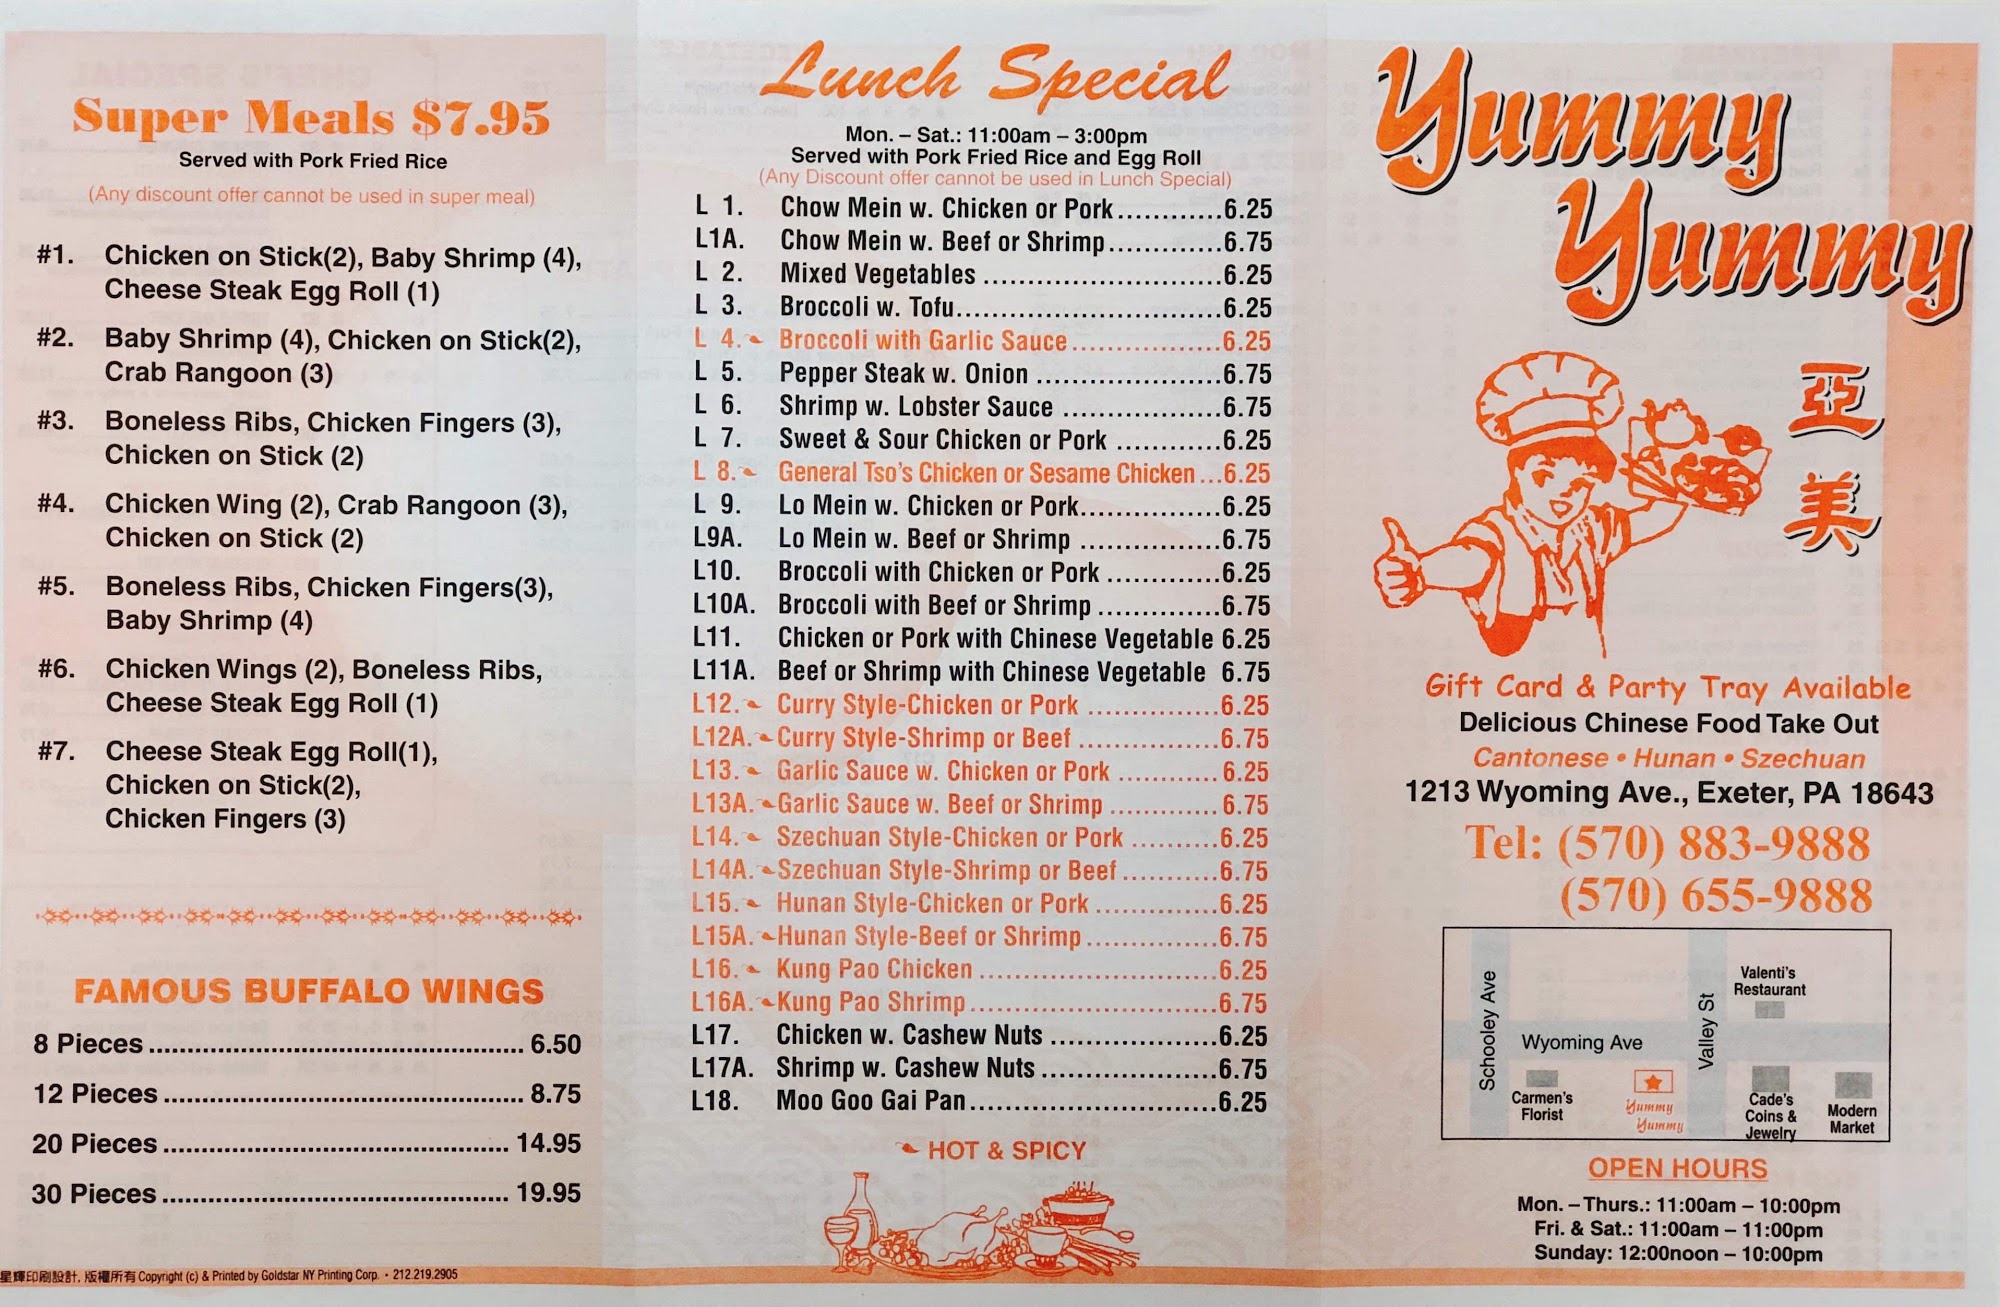 Super Meals $7.95
Served with Pork Fried Rice
(Any discount offer cannot be used in super meal)
#1. Chicken on Stick(2), Baby Shrimp (4),
Cheese Steak Egg Roll (1)
#2. Baby Shrimp (4), Chicken on Stick(2),
Crab Rangoon (3)
#3. Boneless Ribs, Chicken Fingers (3),
Chicken on Stick (2)
#4. Chicken Wing (2), Crab Rangoon (3),
Chicken on Stick (2)
#5. Boneless Ribs, Chicken Fingers(3),
Baby Shrimp (4)
#6. Chicken Wings (2), Boneless Ribs,
Cheese Steak Egg Roll (1)
#7. Cheese Steak Egg Roll(1),
Chicken on Stick(2),
Chicken Fingers (3)
FAMOUS BUFFALO WINGS
8 Pieces 6.50
12 Pieces 8.75
20 Pieces 14.95
30 Pieces 19.95
星輝印刷設計, 版權所有 Copyright (c) & Printed by Goldstar NY Printing Corp. · 212.219.2905
Lunch Special
Mon. – Sat.: 11:00am – 3:00pm
Served with Pork Fried Rice and Egg Roll
(Any Discount offer cannot be used in Lunch Special)
L 1. Chow Mein w. Chicken or Pork 6.25
L1A. Chow Mein w. Beef or Shrimp 6.75
L 2. Mixed Vegetables 6.25
L 3. Broccoli w. Tofu 6.25
L 4. Broccoli with Garlic Sauce 6.25
L 5. Pepper Steak w. Onion 6.75
L 6. Shrimp w. Lobster Sauce 6.75
L 7. Sweet & Sour Chicken or Pork 6.25
L 8. General Tso's Chicken or Sesame Chicken 6.25
L 9. Lo Mein w. Chicken or Pork 6.25
L9A. Lo Mein w. Beef or Shrimp 6.75
L10. Broccoli with Chicken or Pork 6.25
L10A. Broccoli with Beef or Shrimp 6.75
L11. Chicken or Pork with Chinese Vegetable 6.25
L11A. Beef or Shrimp with Chinese Vegetable 6.75
L12. Curry Style-Chicken or Pork 6.25
L12A. Curry Style-Shrimp or Beef 6.75
L13. Garlic Sauce w. Chicken or Pork 6.25
L13A. Garlic Sauce w. Beef or Shrimp 6.75
L14. Szechuan Style-Chicken or Pork 6.25
L14A. Szechuan Style-Shrimp or Beef 6.75
L15. Hunan Style-Chicken or Pork 6.25
L15A. Hunan Style-Beef or Shrimp 6.75
L16. Kung Pao Chicken 6.25
L16A. Kung Pao Shrimp 6.75
L17. Chicken w. Cashew Nuts 6.25
L17A. Shrimp w. Cashew Nuts 6.75
L18. Moo Goo Gai Pan 6.25
HOT & SPICY
Yummy
Yummy
亞
美
Gift Card & Party Tray Available
Delicious Chinese Food Take Out
Cantonese • Hunan • Szechuan
1213 Wyoming Ave., Exeter, PA 18643
Tel: (570) 883-9888
(570) 655-9888
Schooley Ave
Wyoming Ave
Valley St
Valenti's
Restaurant
Carmen's
Florist
Yummy
Yummy
Cade's
Coins &
Jewelry
Modern
Market
OPEN HOURS
Mon. – Thurs.: 11:00am – 10:00pm
Fri. & Sat.: 11:00am – 11:00pm
Sunday: 12:00noon – 10:00pm